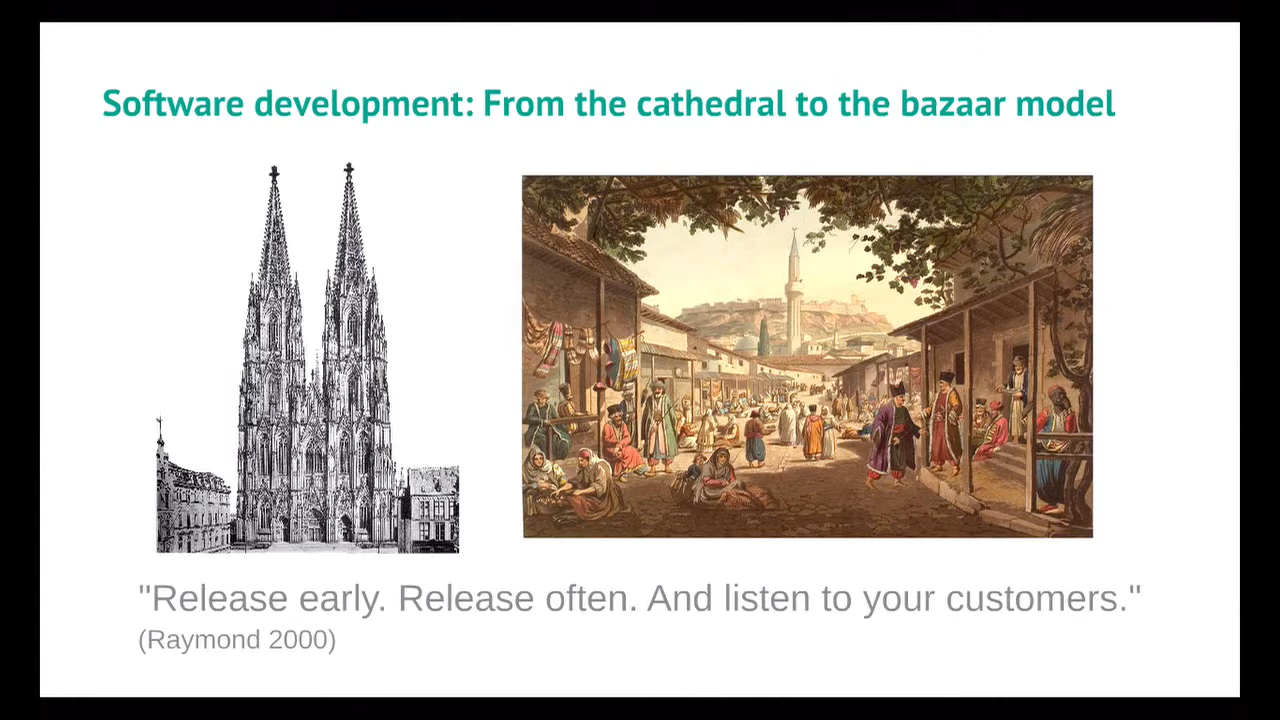 Software development: From the cathedral to the bazaar model
"Release early. Release often. And listen to your customers."
(Raymond 2000)